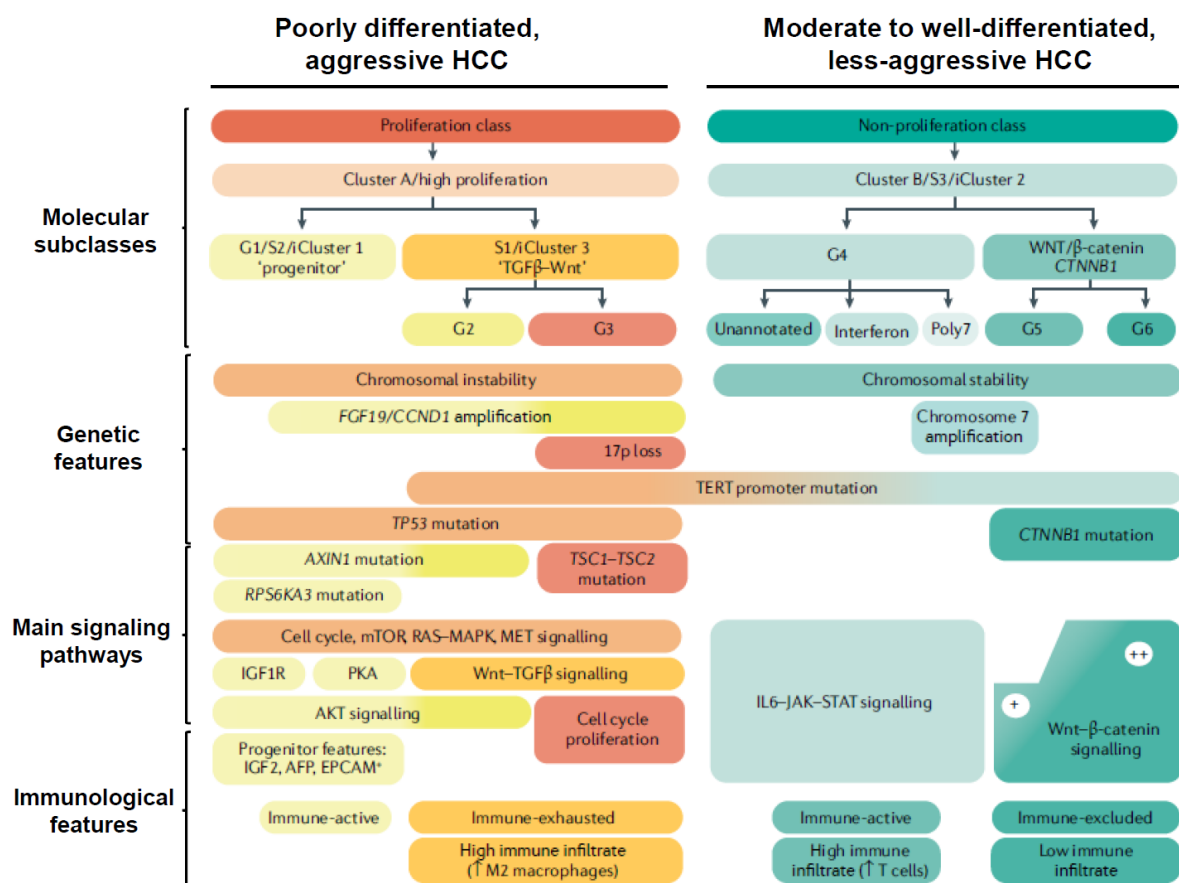 Poorly differentiated,
aggressive HCC
Moderate to well-differentiated,
less-aggressive HCC
Molecular
subclasses
Proliferation class
Non-proliferation class
Cluster A/high proliferation
Cluster B/S3/iCluster 2
G1/S2/iCluster 1
'progenitor'
S1/iCluster 3
'TGFβ–Wnt'
G4
WNT/β-catenin
CTNNB1
G2
G3
Unannotated
Interferon
Poly7
G5
G6
Genetic
features
Chromosomal instability
Chromosomal stability
FGF19/CCND1 amplification
Chromosome 7
amplification
17p loss
TERT promoter mutation
TP53 mutation
CTNNB1 mutation
Main signaling
pathways
AXIN1 mutation
TSC1–TSC2
mutation
RPS6KA3 mutation
Cell cycle, mTOR, RAS–MAPK, MET signalling
IGF1R
PKA
Wnt–TGFβ signalling
IL6–JAK–STAT signalling
++
+
Wnt–β-catenin
signalling
AKT signalling
Cell cycle
proliferation
Immunological
features
Progenitor features:
IGF2, AFP, EPCAM*
Immune-active
Immune-exhausted
Immune-active
Immune-excluded
High immune infiltrate
(↑M2 macrophages)
High immune
infiltrate (↑T cells)
Low immune
infiltrate